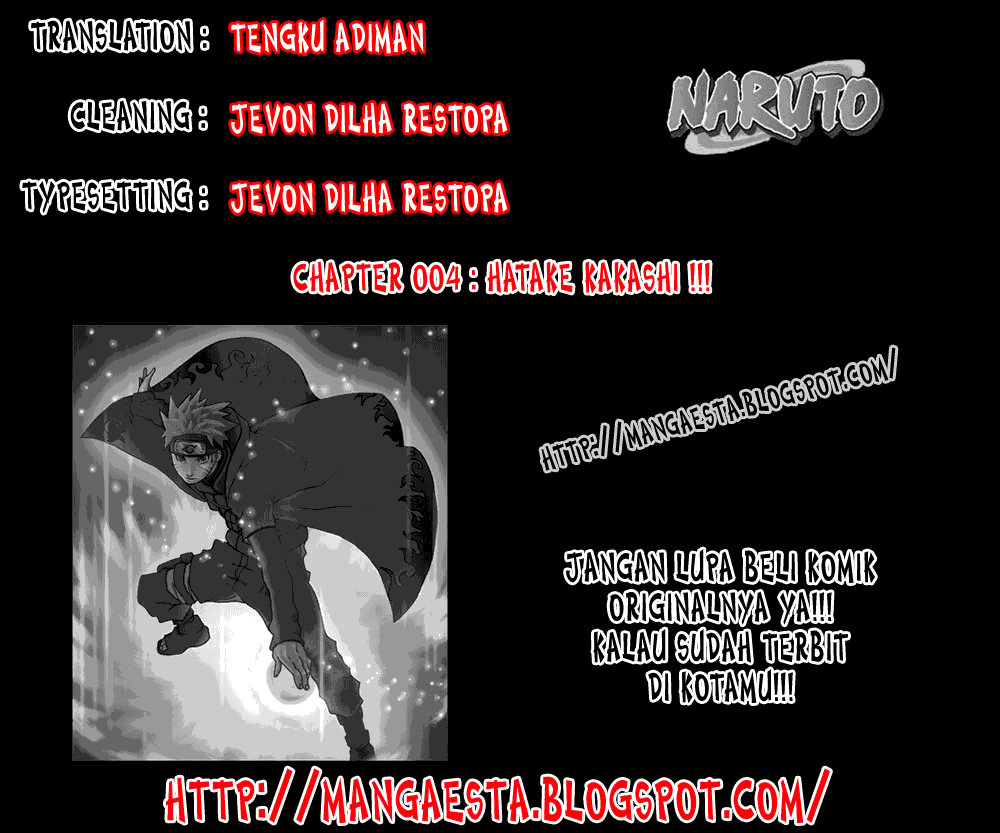 TRANSLATION : TENGKU ADIMAN
NARUTO
CLEANING : JEVON DILHA RESTOPA
TYPESETTING : JEVON DILHA RESTOPA
CHAPTER 004 : HATAKE KAKASHI !!!
HTTP://MANGAESTA.BLOGSPOT.COM/
JANGAN LUPA BELI KOMIK
ORIGINALNYA YA!!!
KALAU SUDAH TERBIT
DI KOTAMU!!!
HTTP://MANGAESTA.BLOGSPOT.COM/